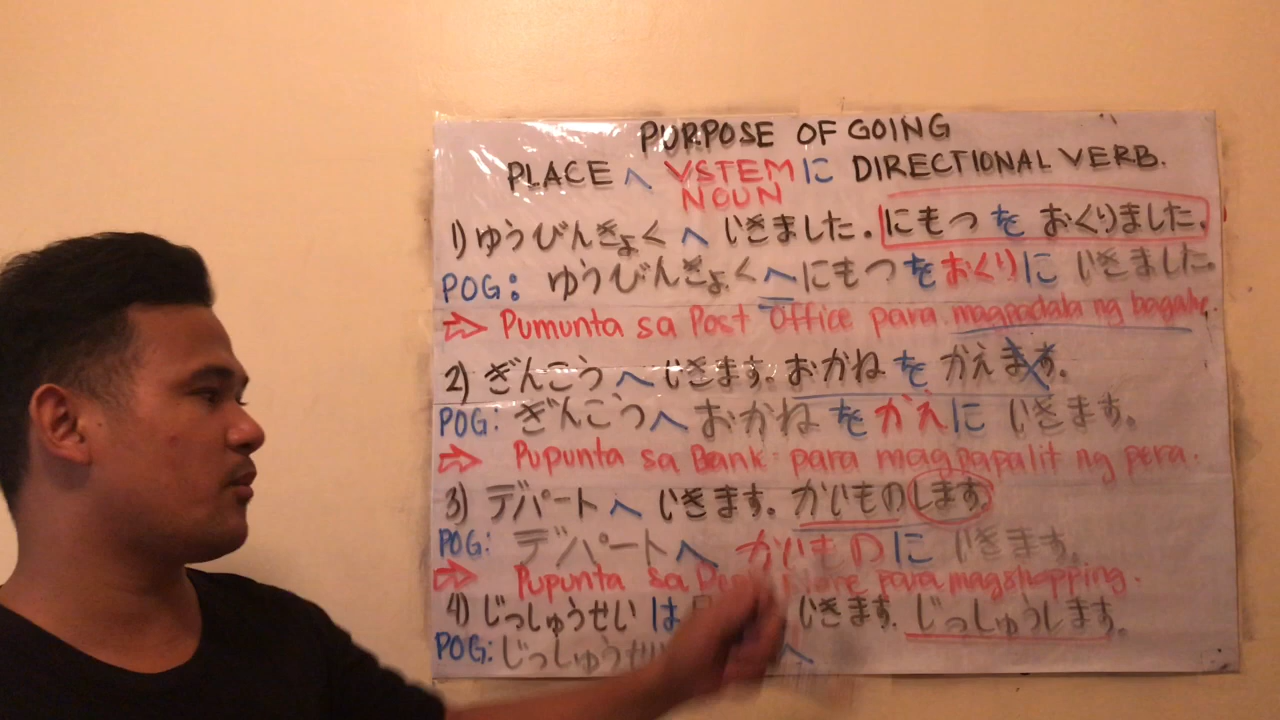 PURPOSE OF GOING
PLACE へ VSTEM に DIRECTIONAL VERB.
NOUN
1) ゆうびんきょく へ いきました. にもつ を おくりました.
POG: ゆうびんきょく へ にもつ を おくり に いきました.
⇨ Pumunta sa Post Office para magpadala ng bagahe.
2) ぎんこう へ いきます. おかね を かえます.
POG: ぎんこう へ おかね を かえ に いきます.
⇨ Pupunta sa Bank para magpapalit ng pera.
3) デパート へ いきます. かいもの します.
POG: デパート へ かいもの に いきます.
⇨ Pupunta sa para magshopping.
4) じっしゅうせい は いきます. じっしゅうします.
POG: じっしゅうせい へ